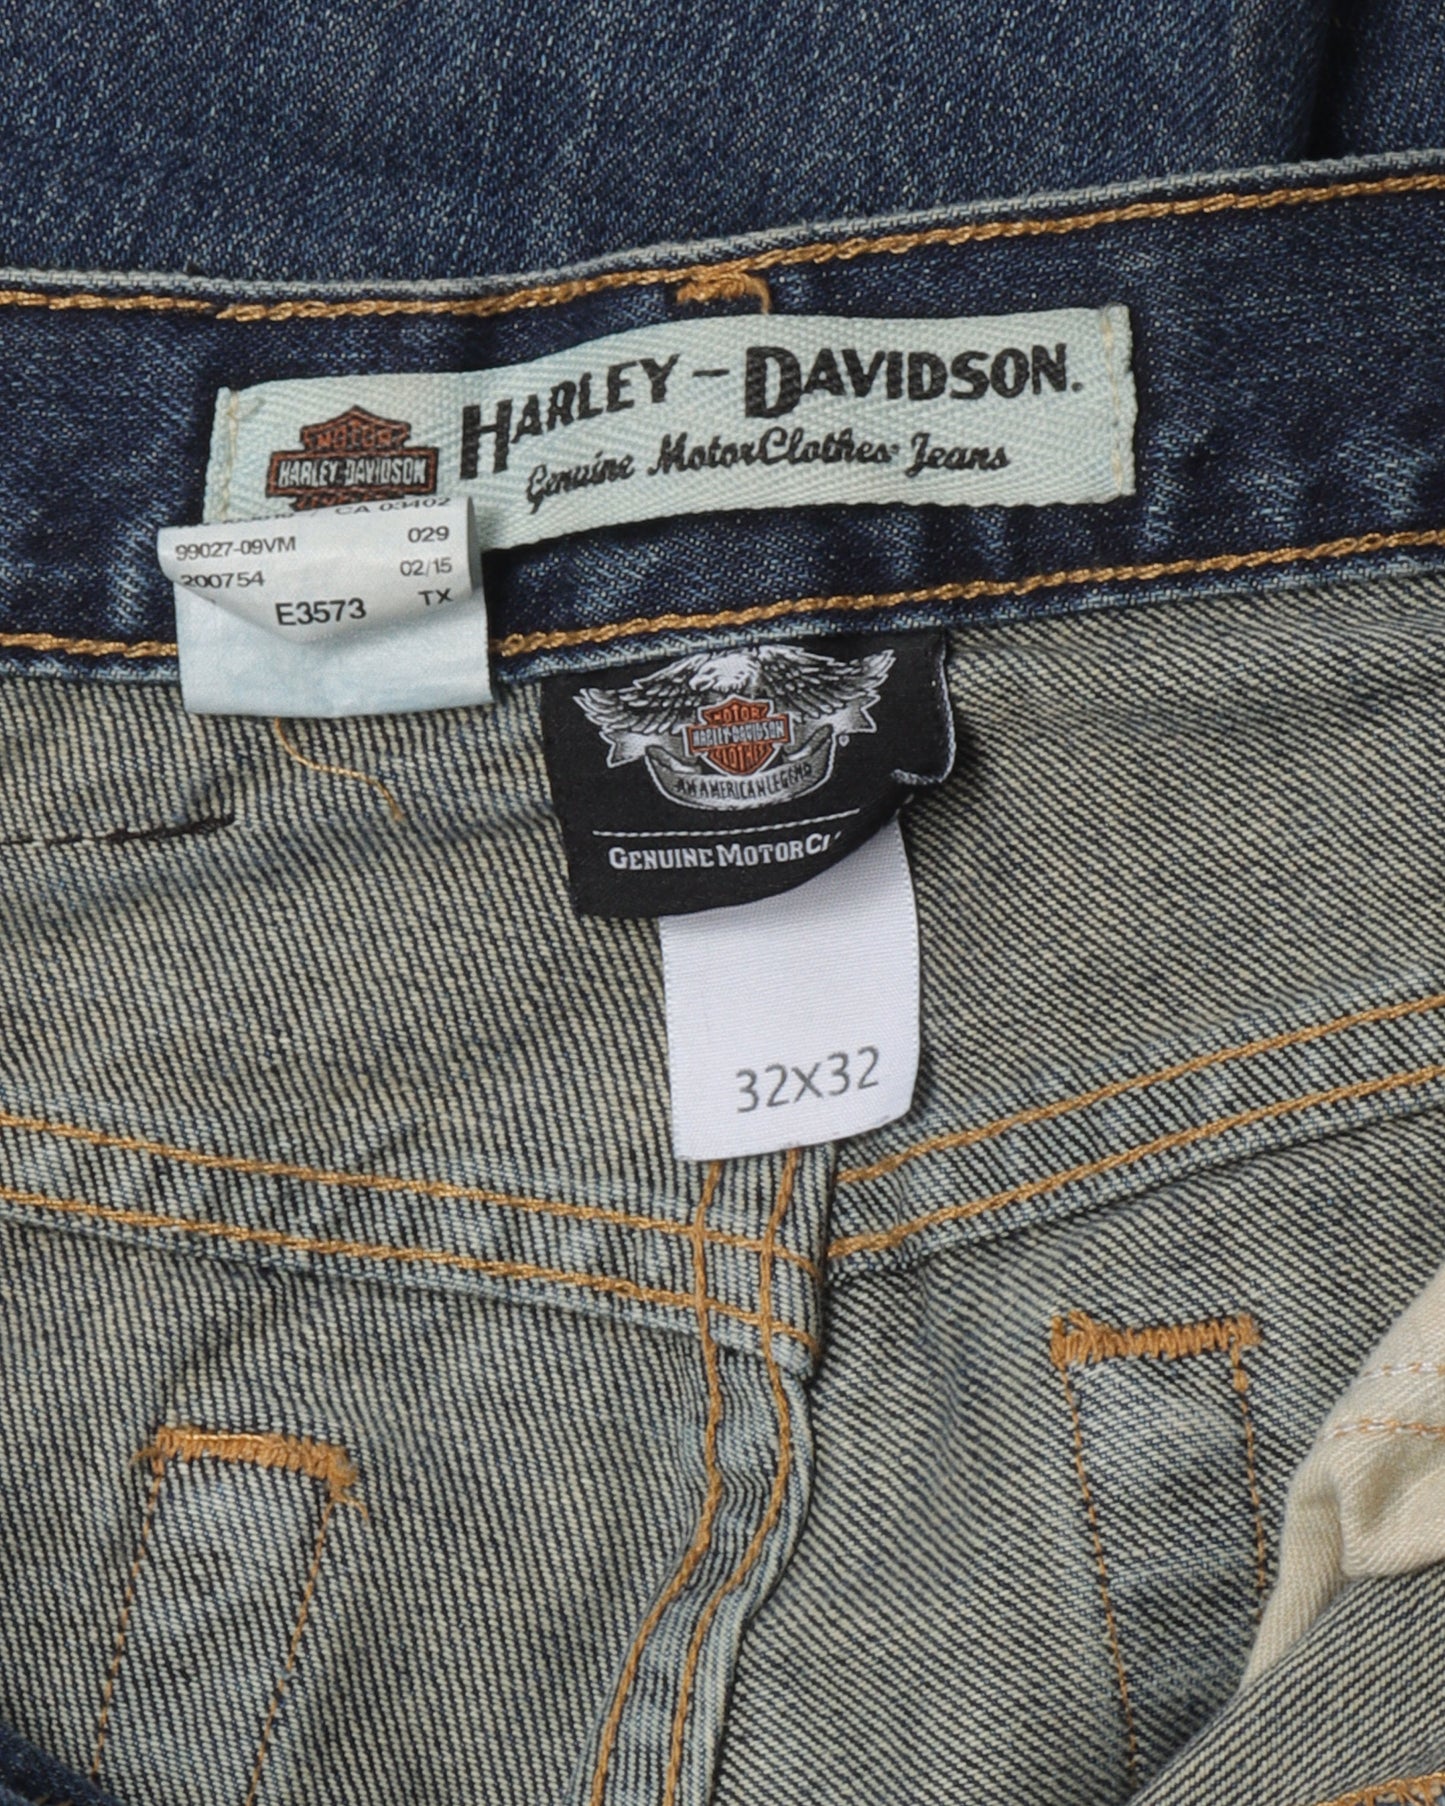 HARLEY-DAVIDSON.
Genuine MotorClothes Jeans
MOTOR
HARLEY-DAVIDSON
CA 03402
99027-09VM 029
200754 02/15
E3573 TX
MOTOR
HARLEY-DAVIDSON
CLOTHES
AN AMERICAN LEGEND
®
GENUINE MOTORCL
32X32